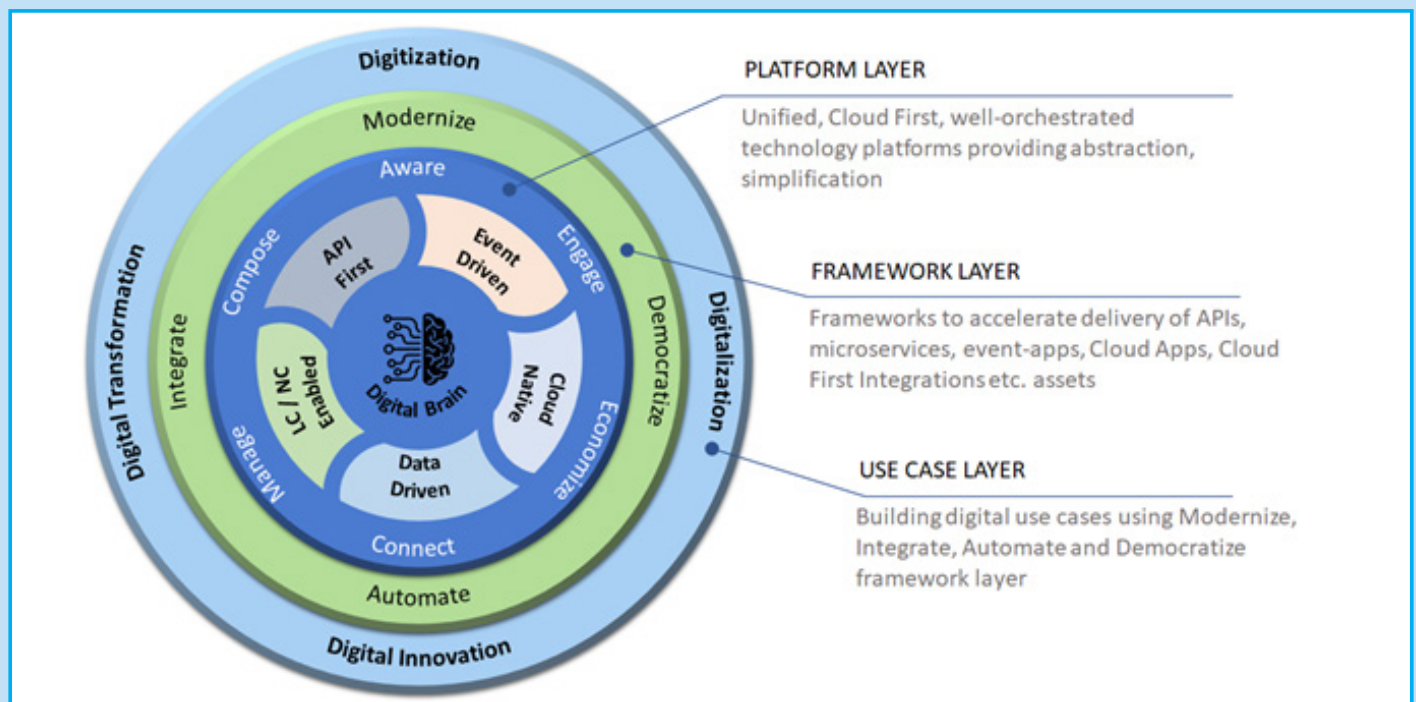 Digitization
Modernize
Aware
Compose
API
First
Event
Driven
Engage
Digital Transformation
Integrate
LC / NC
Enabled
Digital Brain
Cloud
Native
Democratize
Digitalization
Manage
Data
Driven
Economize
Connect
Automate
Digital Innovation
PLATFORM LAYER
Unified, Cloud First, well-orchestrated
technology platforms providing abstraction,
simplification
FRAMEWORK LAYER
Frameworks to accelerate delivery of APIs,
microservices, event-apps, Cloud Apps, Cloud
First Integrations etc. assets
USE CASE LAYER
Building digital use cases using Modernize,
Integrate, Automate and Democratize
framework layer